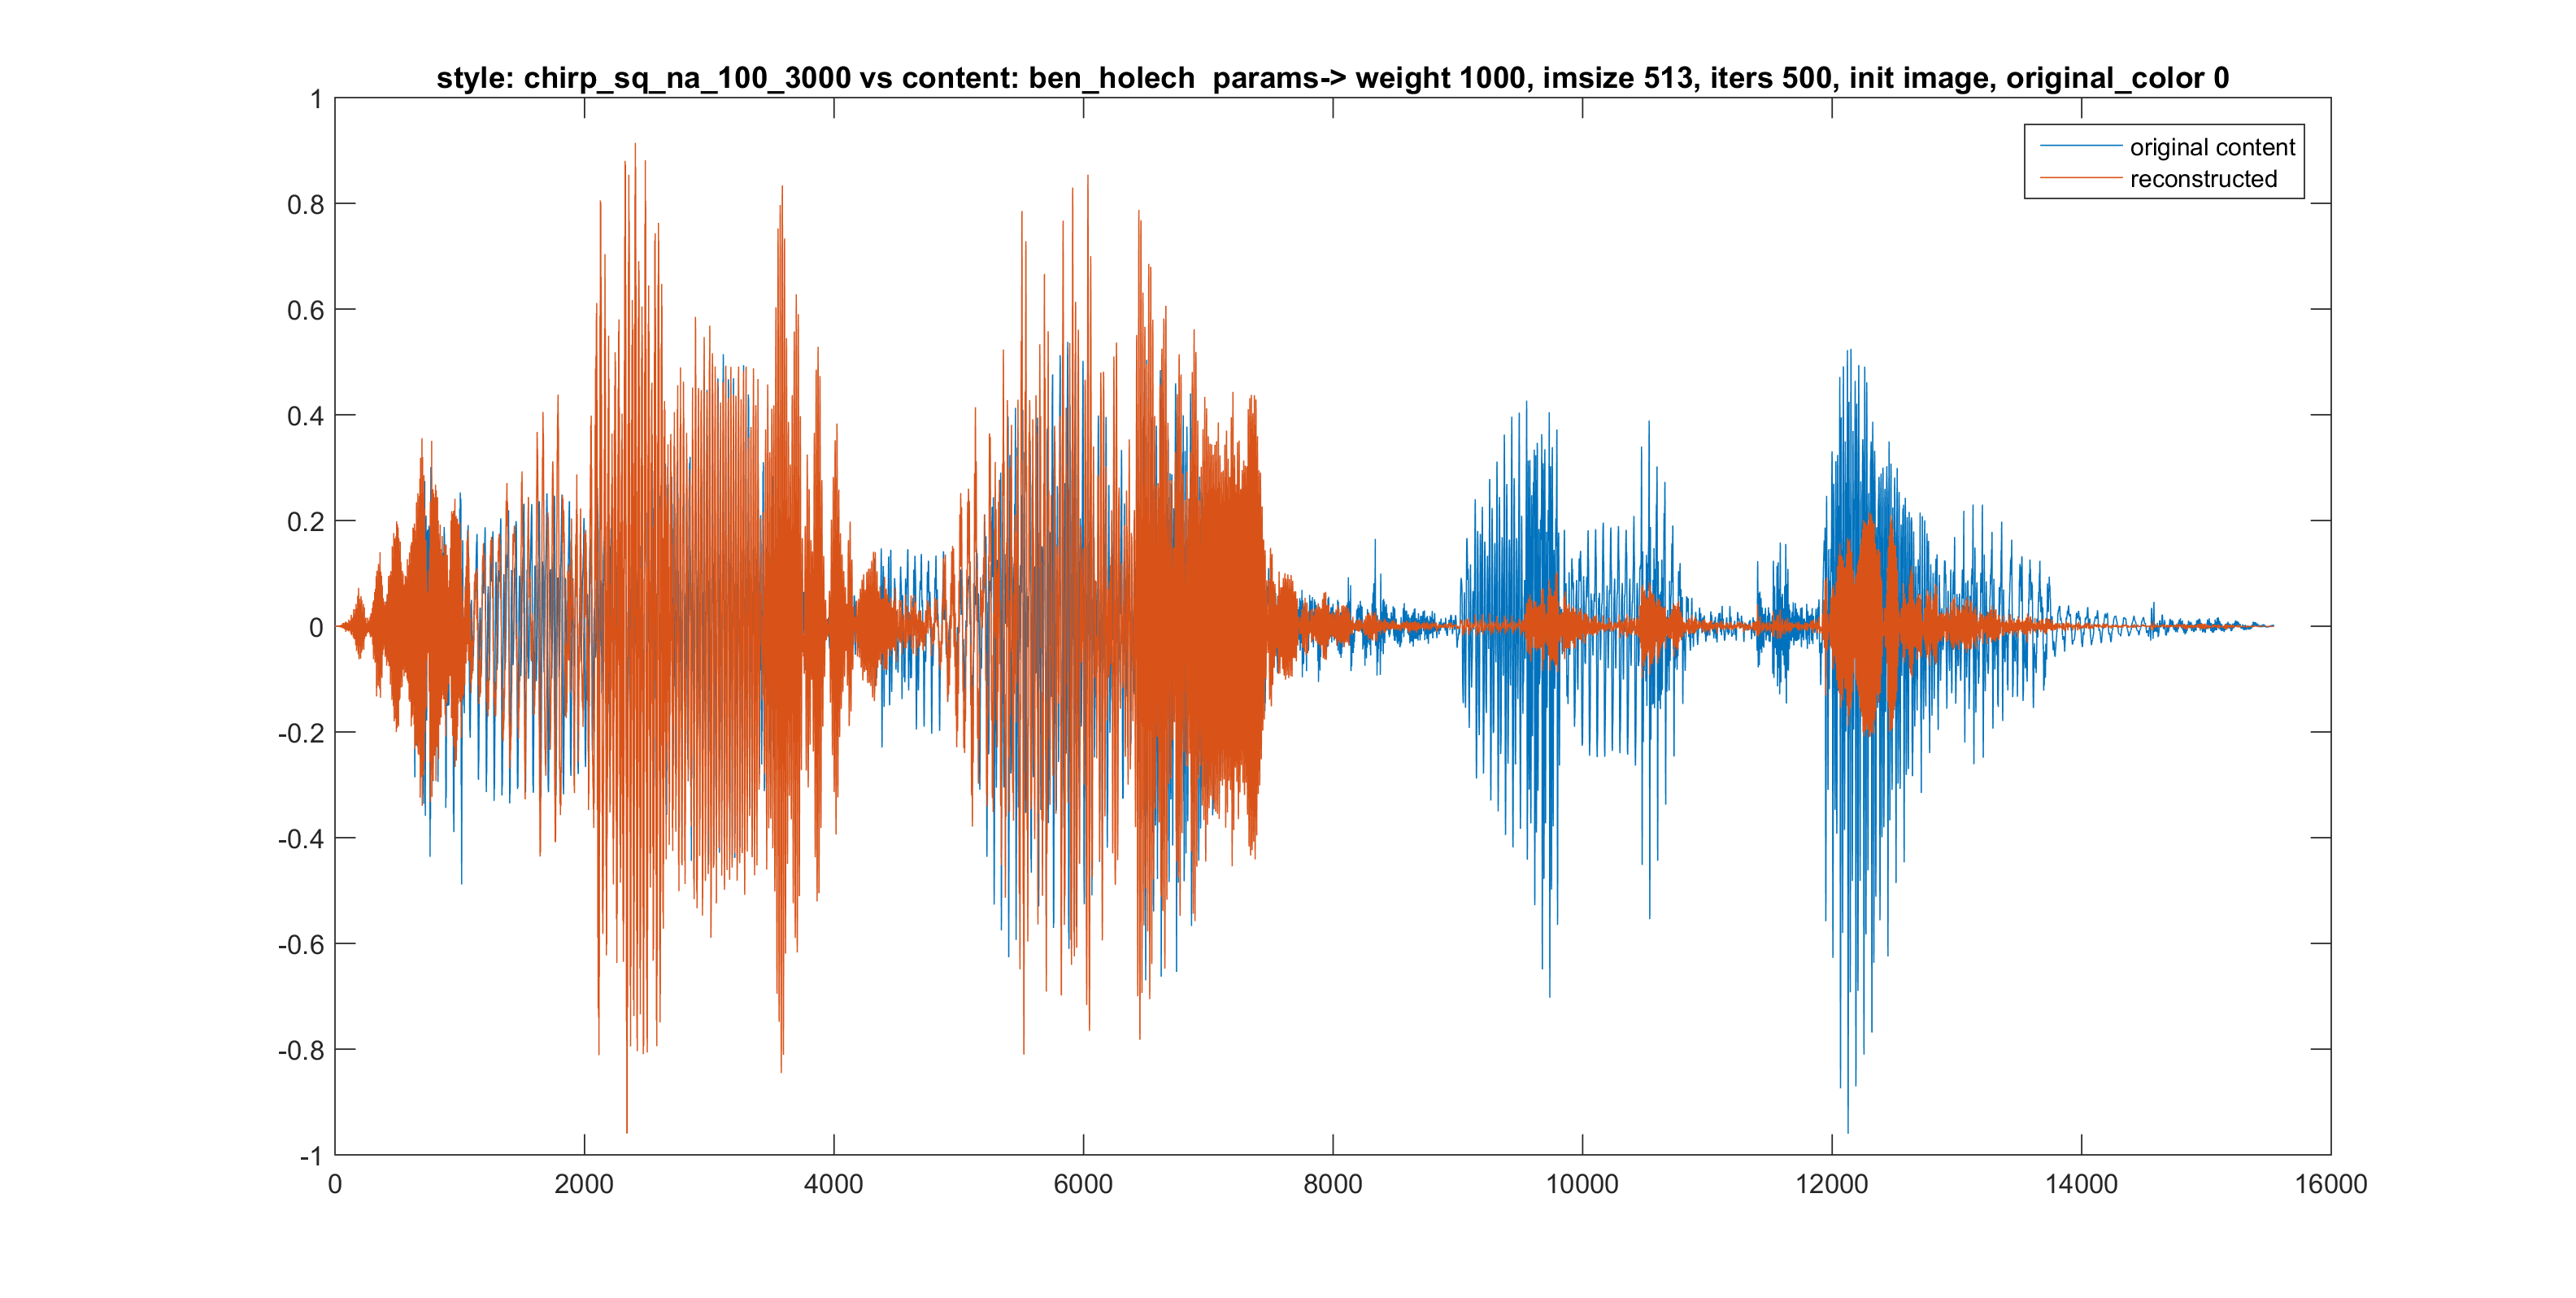 style: chirp_sq_na_100_3000 vs content: ben_holech  params-> weight 1000, imsize 513, iters 500, init image, original_color 0
original content
reconstructed
1
0.8
0.6
0.4
0.2
0
-0.2
-0.4
-0.6
-0.8
-1
0 2000 4000 6000 8000 10000 12000 14000 16000